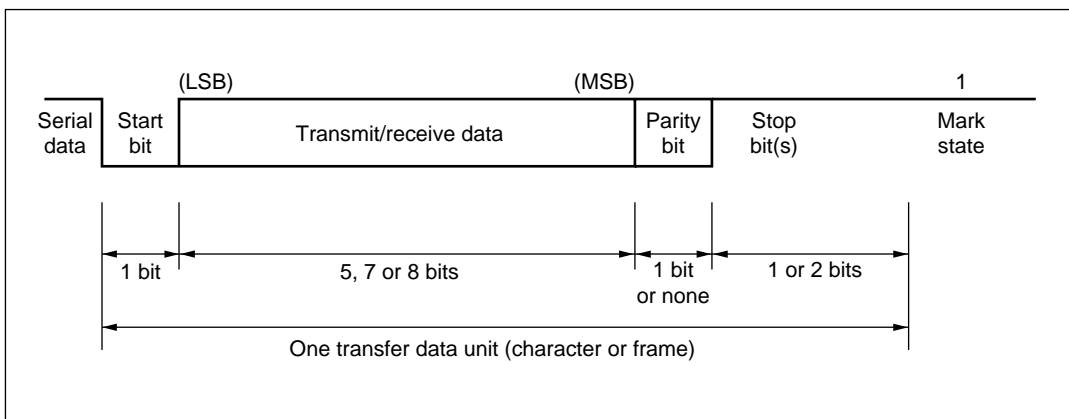 (LSB) (MSB) 1
Serial Start Transmit/receive data Parity Stop Mark
data bit bit bit(s) state
1 bit 5, 7 or 8 bits 1 bit 1 or 2 bits
or none
One transfer data unit (character or frame)